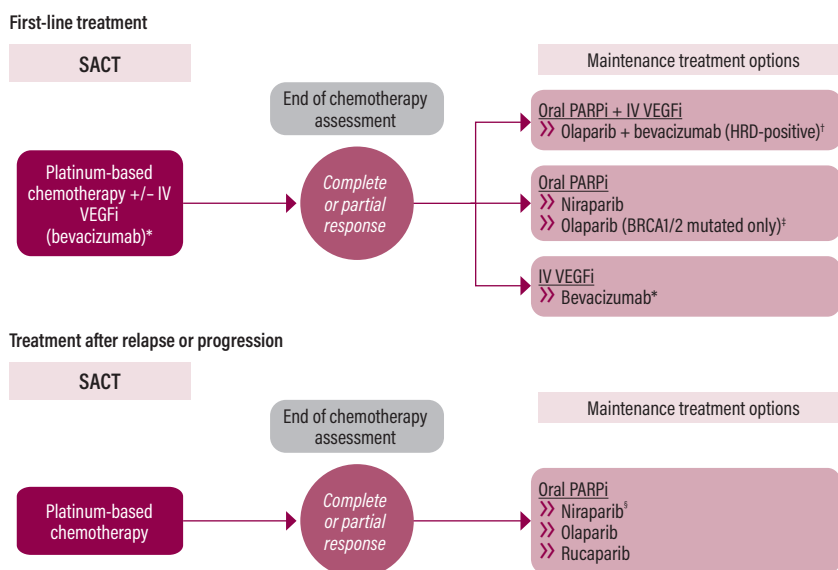 First-line treatment
SACT
Maintenance treatment options
End of chemotherapy
assessment
Platinum-based
chemotherapy +/– IV
VEGFi
(bevacizumab)*
Complete
or partial
response
Oral PARPi + IV VEGFi
Olaparib + bevacizumab (HRD-positive)†
Oral PARPi
Niraparib
Olaparib (BRCA1/2 mutated only)‡
IV VEGFi
Bevacizumab*
Treatment after relapse or progression
SACT
Maintenance treatment options
End of chemotherapy
assessment
Platinum-based
chemotherapy
Complete
or partial
response
Oral PARPi
Niraparib§
Olaparib
Rucaparib